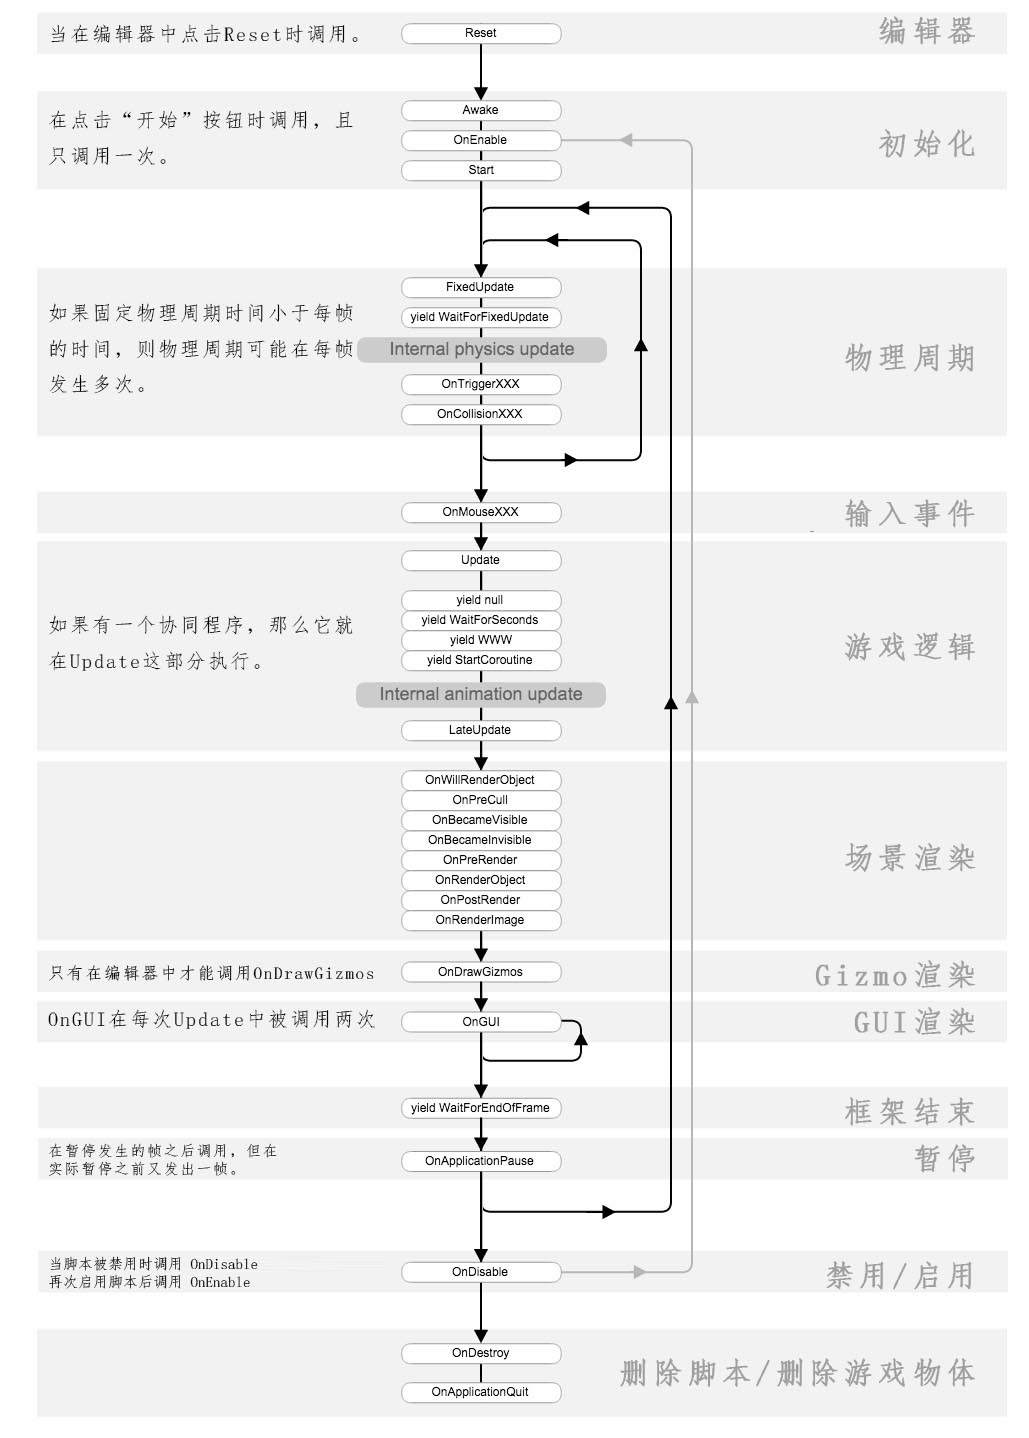 当在编辑器中点击Reset时调用。
Reset
编辑器
在点击“开始”按钮时调用，且
只调用一次。
Awake
OnEnable
Start
初始化
如果固定物理周期时间小于每帧
的时间，则物理周期可能在每帧
发生多次。
FixedUpdate
yield WaitForFixedUpdate
Internal physics update
OnTriggerXXX
OnCollisionXXX
物理周期
OnMouseXXX
输入事件
如果有一个协同程序，那么它就
在Update这部分执行。
Update
yield null
yield WaitForSeconds
yield WWW
yield StartCoroutine
Internal animation update
LateUpdate
游戏逻辑
OnWillRenderObject
OnPreCull
OnBecameVisible
OnBecameInvisible
OnPreRender
OnRenderObject
OnPostRender
OnRenderImage
场景渲染
只有在编辑器中才能调用OnDrawGizmos
OnDrawGizmos
Gizmo渲染
OnGUI在每次Update中被调用两次
OnGUI
GUI渲染
yield WaitForEndOfFrame
框架结束
在暂停发生的帧之后调用，但在
实际暂停之前又发出一帧。
OnApplicationPause
暂停
当脚本被禁用时调用 OnDisable
再次启用脚本后调用 OnEnable
OnDisable
禁用/启用
OnDestroy
OnApplicationQuit
删除脚本/删除游戏物体